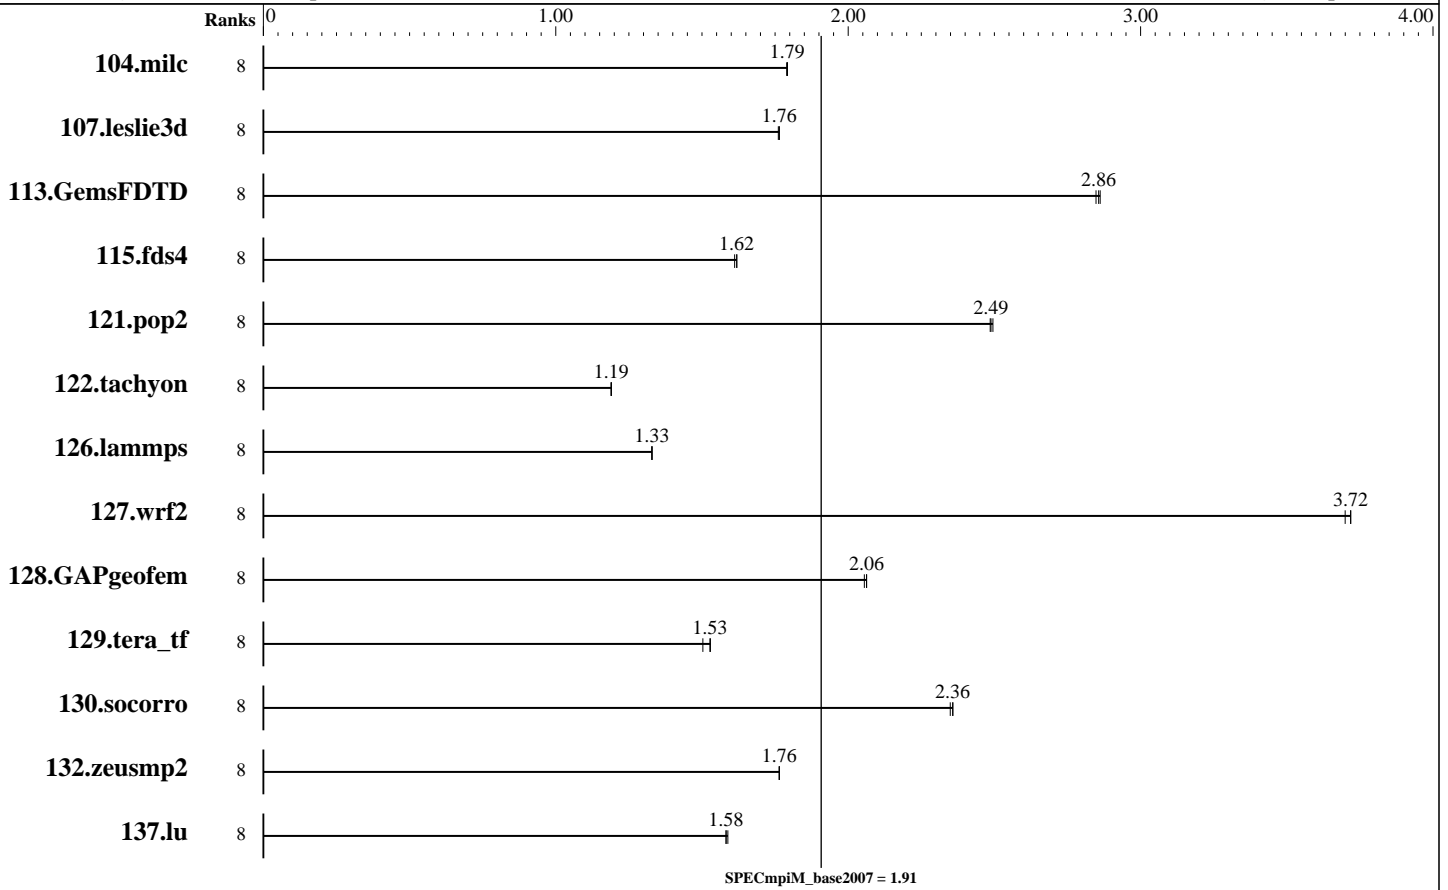 Ranks 0 1.00 2.00 3.00 4.00
104.milc 8 1.79
107.leslie3d 8 1.76
113.GemsFDTD 8 2.86
115.fds4 8 1.62
121.pop2 8 2.49
122.tachyon 8 1.19
126.lammps 8 1.33
127.wrf2 8 3.72
128.GAPgeofem 8 2.06
129.tera_tf 8 1.53
130.socorro 8 2.36
132.zeusmp2 8 1.76
137.lu 8 1.58
SPECmpiM_base2007 = 1.91